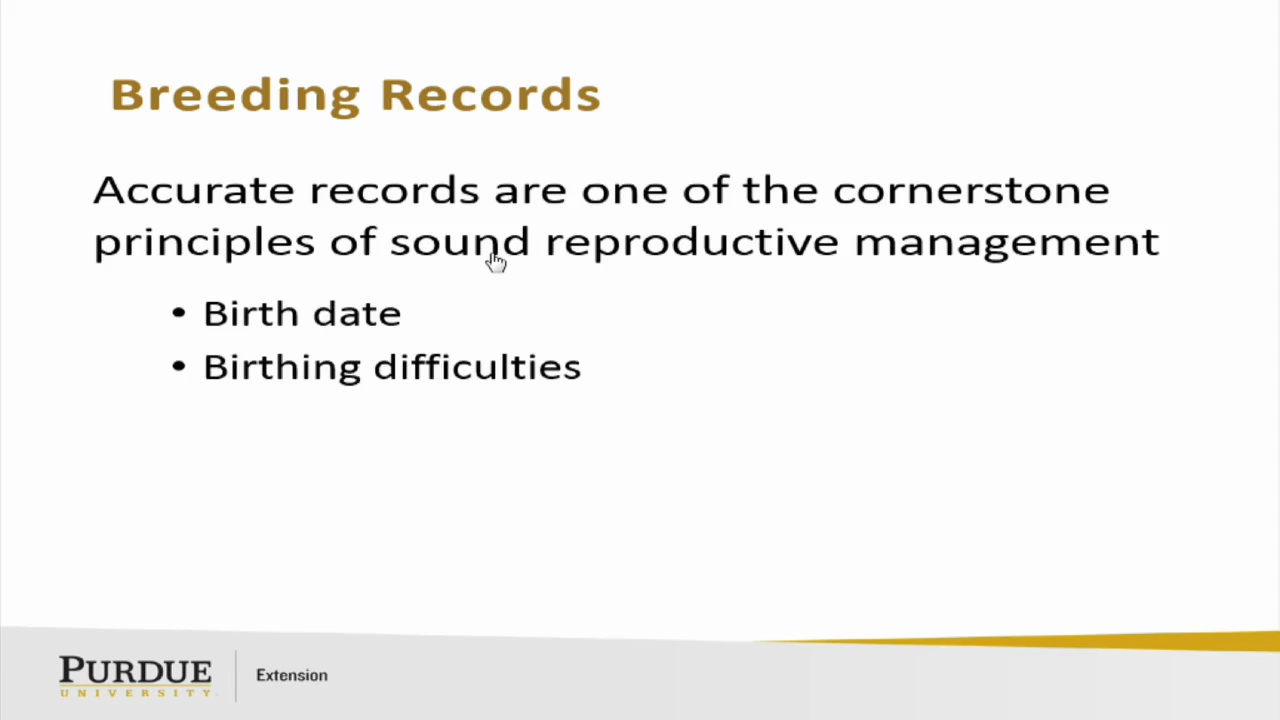 Breeding Records
Accurate records are one of the cornerstone
principles of sound reproductive management
• Birth date
• Birthing difficulties
PURDUE
UNIVERSITY
Extension